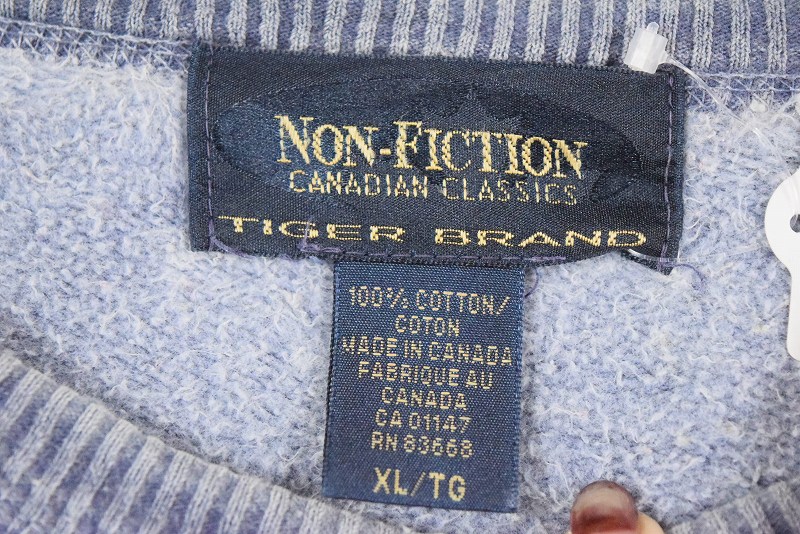 NON-FICTION
CANADIAN CLASSICS
TIGER BRAND
100% COTTON/
COTON
MADE IN CANADA
FABRIQUE AU
CANADA
CA 01147
RN 83668
XL/TG